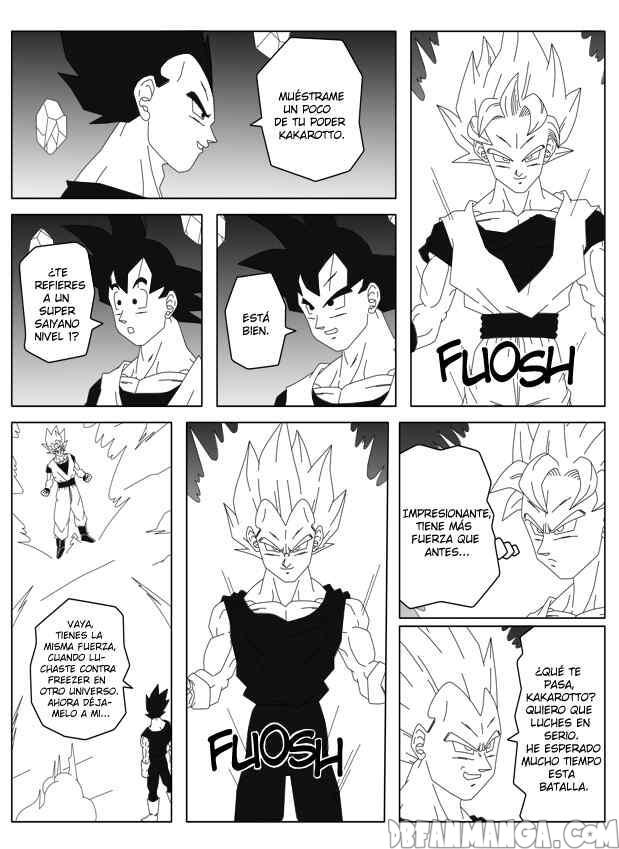 MUÉSTRAME
UN POCO
DE TU PODER
KAKAROTTO.
¿TE
REFIERES
A UN
SUPER
SAIYANO
NIVEL 1?
ESTÁ
BIEN.
FUOSH
VAYA,
TIENES LA
MISMA FUERZA,
CUANDO LU-
CHASTE CONTRA
FREEZER EN
OTRO UNIVERSO.
AHORA DÉJA-
MELO A MI...
FUOSH
IMPRESIONANTE,
TIENE MÁS
FUERZA QUE
ANTES...
¿QUÉ TE
PASA,
KAKAROTTO?
QUIERO QUE
LUCHES EN
SERIO.
HE ESPERADO
MUCHO TIEMPO
ESTA
BATALLA.
DBFANMANGA.COM